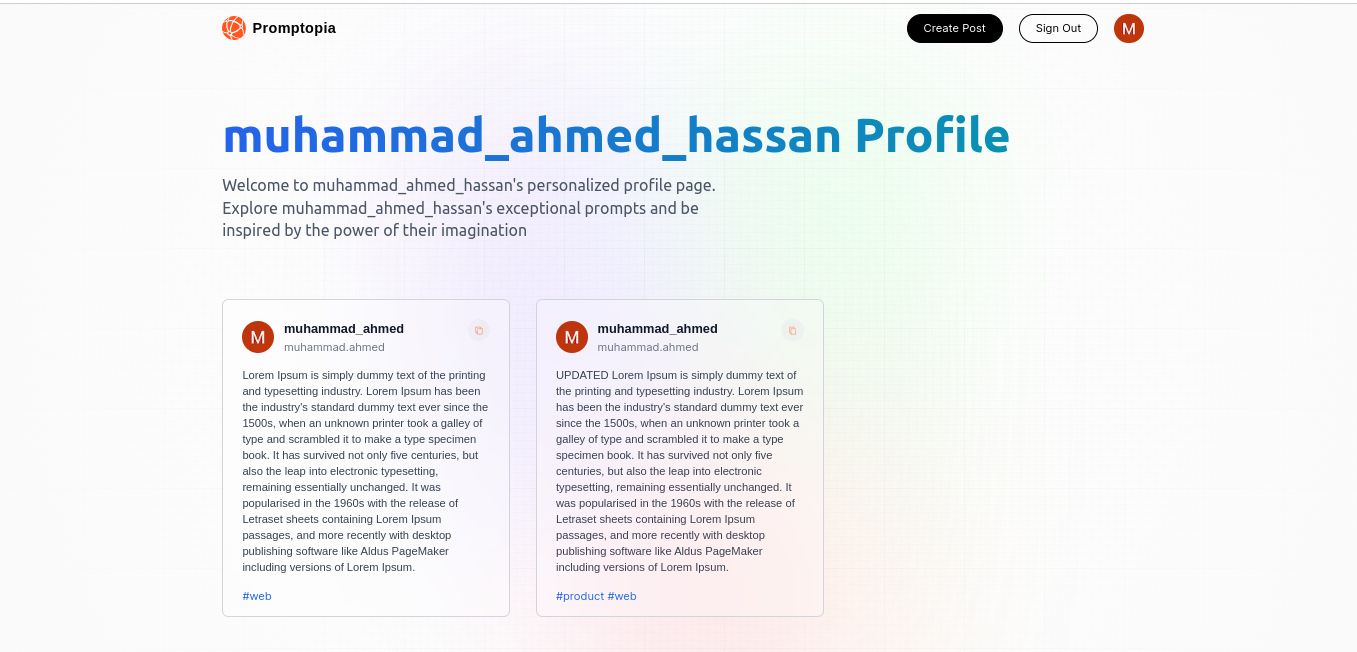 Promptopia
Create Post
Sign Out
M
muhammad_ahmed_hassan Profile
Welcome to muhammad_ahmed_hassan's personalized profile page.
Explore muhammad_ahmed_hassan's exceptional prompts and be
inspired by the power of their imagination
M
muhammad_ahmed
muhammad.ahmed
Lorem Ipsum is simply dummy text of the printing
and typesetting industry. Lorem Ipsum has been
the industry's standard dummy text ever since the
1500s, when an unknown printer took a galley of
type and scrambled it to make a type specimen
book. It has survived not only five centuries, but
also the leap into electronic typesetting,
remaining essentially unchanged. It was
popularised in the 1960s with the release of
Letraset sheets containing Lorem Ipsum
passages, and more recently with desktop
publishing software like Aldus PageMaker
including versions of Lorem Ipsum.
#web
M
muhammad_ahmed
muhammad.ahmed
UPDATED Lorem Ipsum is simply dummy text of
the printing and typesetting industry. Lorem Ipsum
has been the industry's standard dummy text ever
since the 1500s, when an unknown printer took a
galley of type and scrambled it to make a type
specimen book. It has survived not only five
centuries, but also the leap into electronic
typesetting, remaining essentially unchanged. It
was popularised in the 1960s with the release of
Letraset sheets containing Lorem Ipsum
passages, and more recently with desktop
publishing software like Aldus PageMaker
including versions of Lorem Ipsum.
#product #web